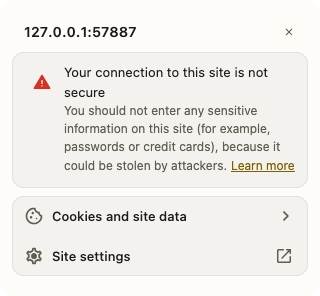 127.0.0.1:57887
Your connection to this site is not
secure
You should not enter any sensitive
information on this site (for example,
passwords or credit cards), because it
could be stolen by attackers. Learn more
Cookies and site data
Site settings